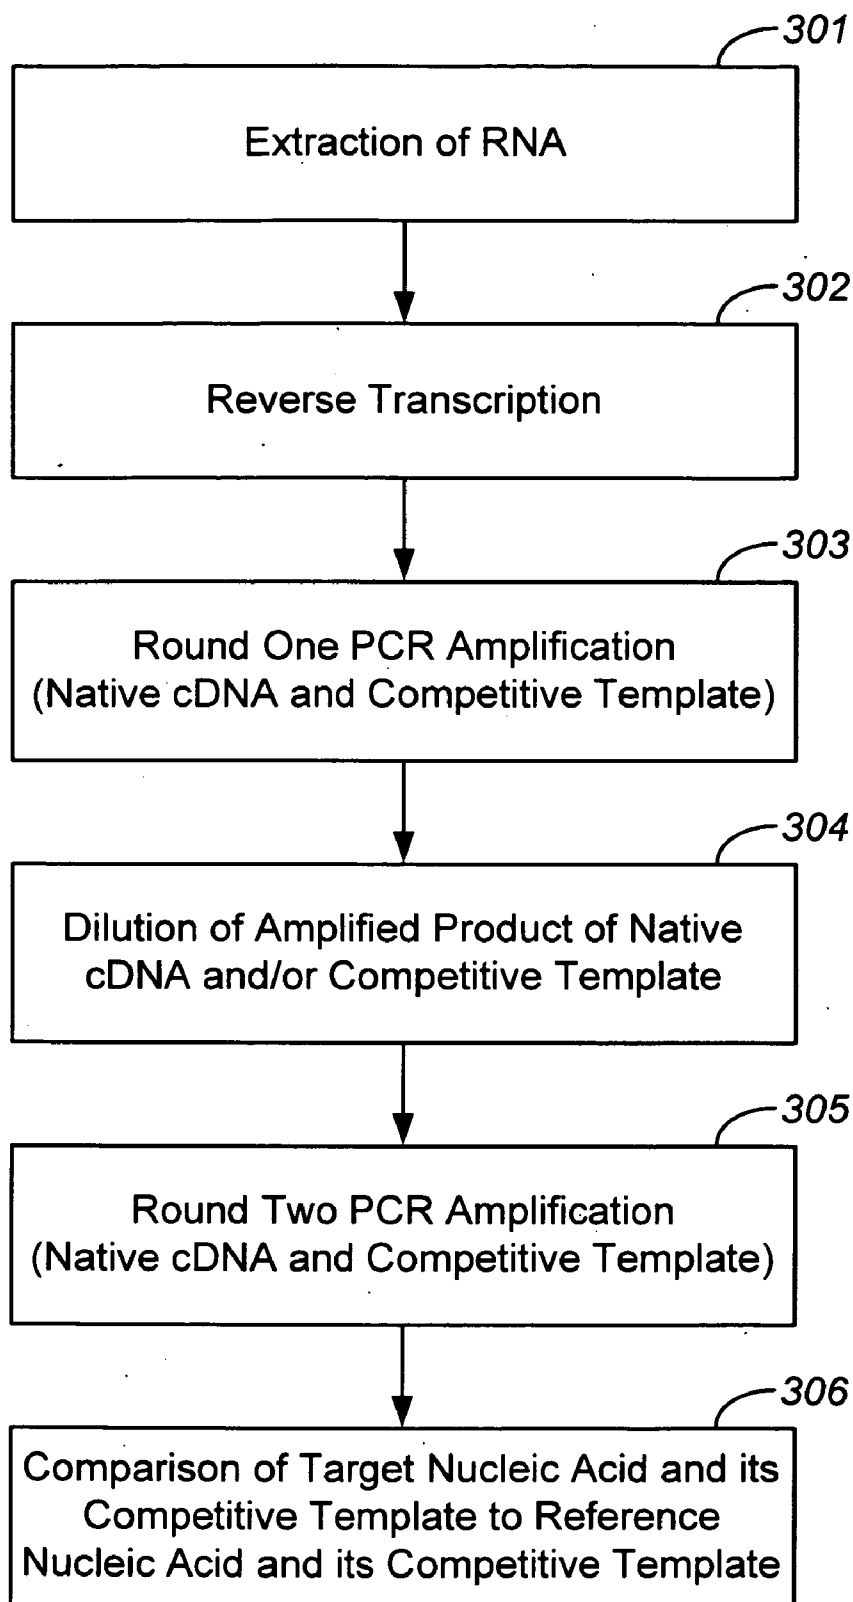 301
Extraction of RNA
302
Reverse Transcription
303
Round One PCR Amplification
(Native cDNA and Competitive Template)
304
Dilution of Amplified Product of Native
cDNA and/or Competitive Template
305
Round Two PCR Amplification
(Native cDNA and Competitive Template)
306
Comparison of Target Nucleic Acid and its
Competitive Template to Reference
Nucleic Acid and its Competitive Template